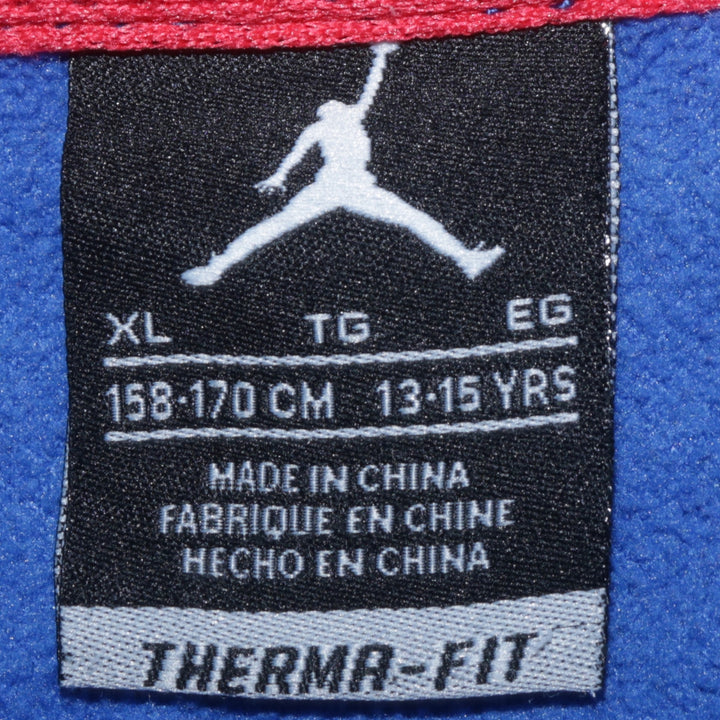 XL TG EG
158-170 CM 13-15 YRS
MADE IN CHINA
FABRIQUE EN CHINE
HECHO EN CHINA
THERMA-FIT